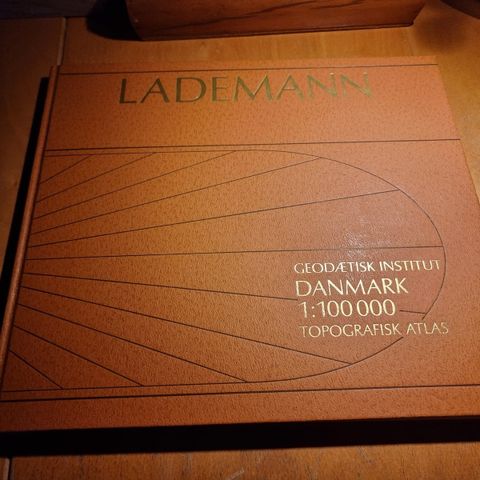 LADEMANN
GEODÆTISK INSTITUT
DANMARK
1:100 000
TOPOGRAFISK ATLAS